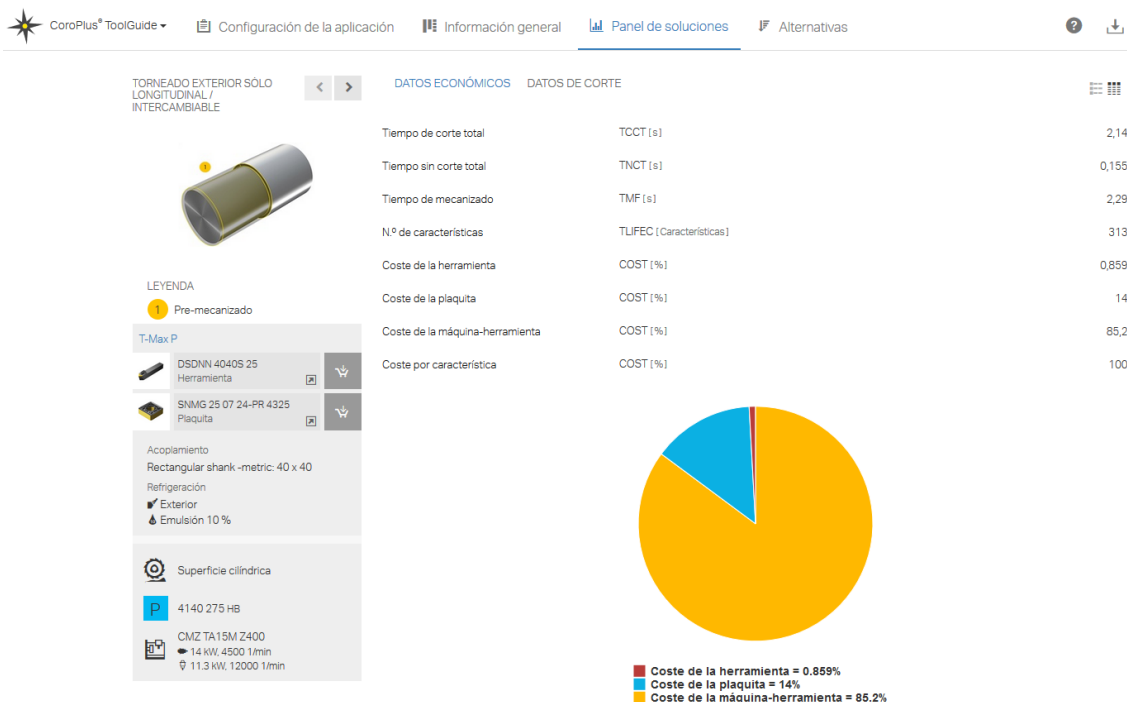 CoroPlus® ToolGuide
Configuración de la aplicación
Información general
Panel de soluciones
Alternativas
?
TORNEADO EXTERIOR SÓLO
LONGITUDINAL /
INTERCAMBIABLE
1
LEYENDA
1 Pre-mecanizado
T-Max P
DSDNN 4040S 25
Herramienta
SNMG 25 07 24-PR 4325
Plaquita
Acoplamiento
Rectangular shank -metric: 40 x 40
Refrigeración
Exterior
Emulsión 10 %
Superficie cilíndrica
P 4140 275 HB
CMZ TA15M Z400
14 kW, 4500 1/min
11.3 kW, 12000 1/min
DATOS ECONÓMICOS DATOS DE CORTE
Tiempo de corte total TCCT [s] 2,14
Tiempo sin corte total TNCT [s] 0,155
Tiempo de mecanizado TMF [s] 2,29
N.º de características TLIFEC [Características] 313
Coste de la herramienta COST [%] 0,859
Coste de la plaquita COST [%] 14
Coste de la máquina-herramienta COST [%] 85,2
Coste por característica COST [%] 100
Coste de la herramienta = 0.859%
Coste de la plaquita = 14%
Coste de la máquina-herramienta = 85.2%